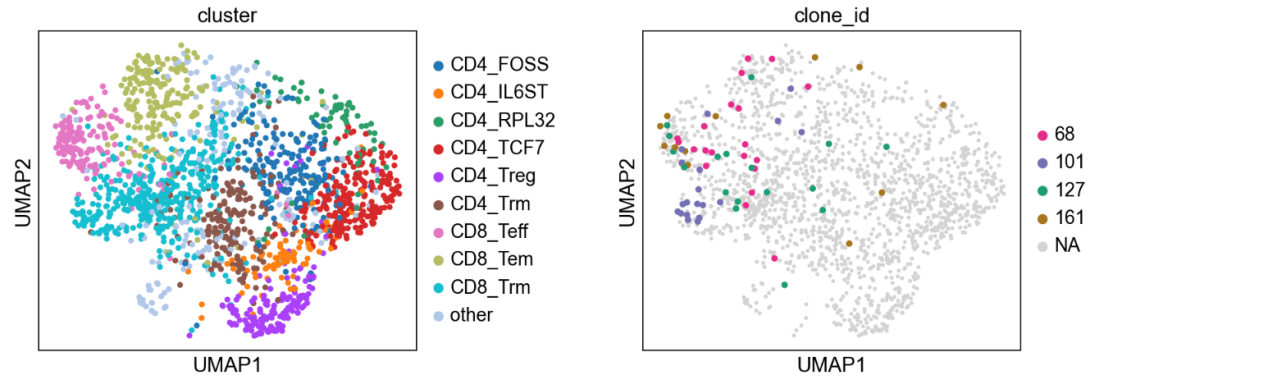 cluster
UMAP2
UMAP1
CD4_FOSS
CD4_IL6ST
CD4_RPL32
CD4_TCF7
CD4_Treg
CD4_Trm
CD8_Teff
CD8_Tem
CD8_Trm
other
clone_id
UMAP2
UMAP1
68
101
127
161
NA